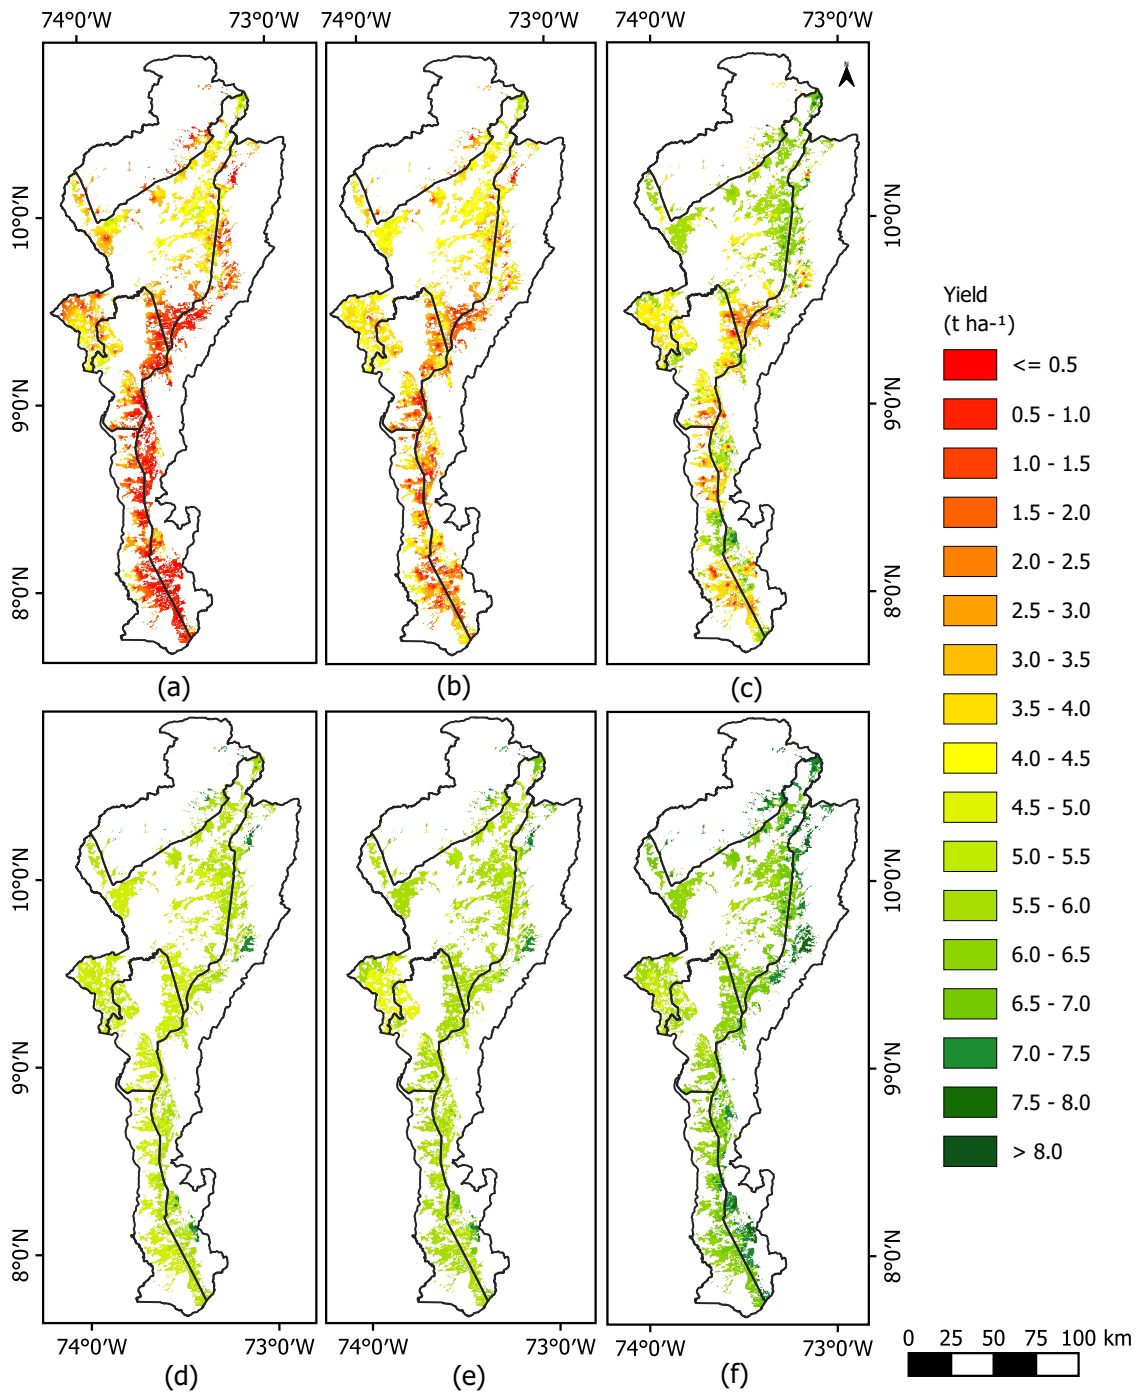 74°0′W 73°0′W 74°0′W 73°0′W 74°0′W 73°0′W
N
10°0′N
9°0′N
8°0′N
10°0′N
9°0′N
8°0′N
(a) (b) (c)
10°0′N
9°0′N
8°0′N
10°0′N
9°0′N
8°0′N
74°0′W 73°0′W 74°0′W 73°0′W 74°0′W 73°0′W
(d) (e) (f)
Yield
(t ha-¹)
<= 0.5
0.5 - 1.0
1.0 - 1.5
1.5 - 2.0
2.0 - 2.5
2.5 - 3.0
3.0 - 3.5
3.5 - 4.0
4.0 - 4.5
4.5 - 5.0
5.0 - 5.5
5.5 - 6.0
6.0 - 6.5
6.5 - 7.0
7.0 - 7.5
7.5 - 8.0
> 8.0
0 25 50 75 100 km